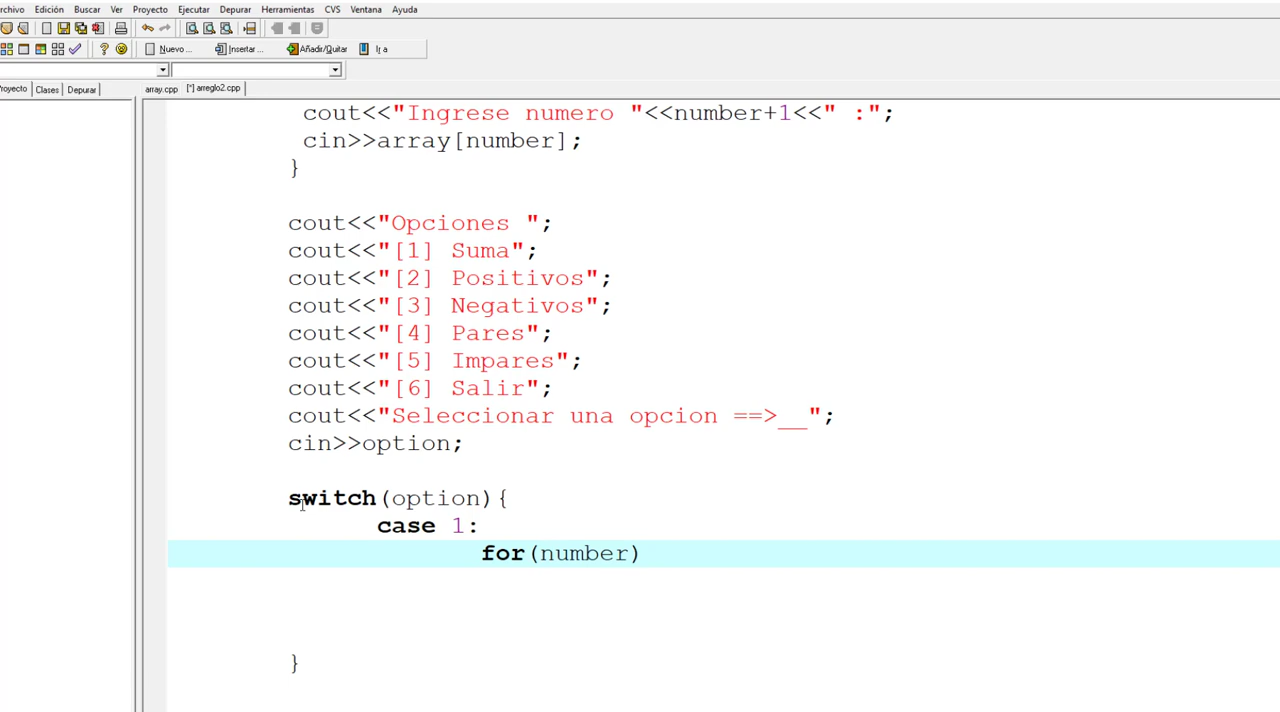 rchivo Edición Buscar Ver Proyecto Ejecutar Depurar Herramientas CVS Ventana Ayuda
Nuevo... Insertar... Añadir/Quitar Ir a
royecto Clases Depurar array.cpp [*] arreglo2.cpp
cout<<"Ingrese numero "<<number+1<<" :";
cin>>array[number];
}
cout<<"Opciones ";
cout<<"[1] Suma";
cout<<"[2] Positivos";
cout<<"[3] Negativos";
cout<<"[4] Pares";
cout<<"[5] Impares";
cout<<"[6] Salir";
cout<<"Seleccionar una opcion ==>__";
cin>>option;
switch(option){
case 1:
for(number)
}